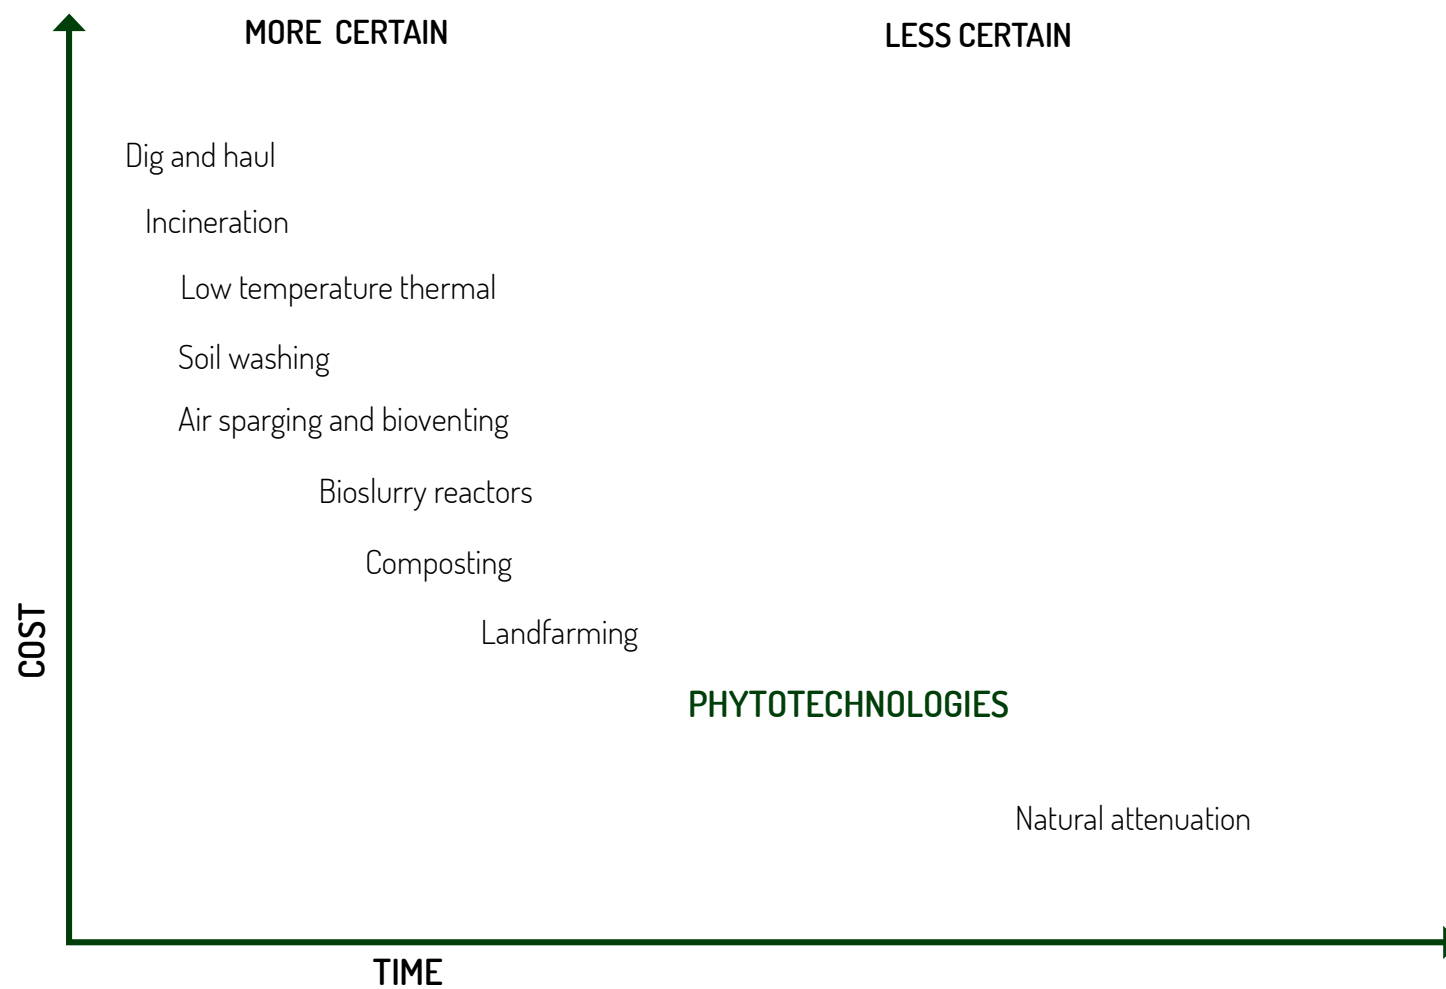 MORE CERTAIN
LESS CERTAIN
Dig and haul
Incineration
Low temperature thermal
Soil washing
Air sparging and bioventing
Bioslurry reactors
Composting
Landfarming
COST
PHYTOTECHNOLOGIES
Natural attenuation
TIME